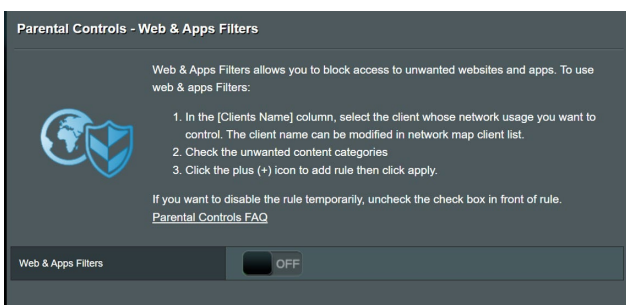 Parental Controls - Web & Apps Filters
Web & Apps Filters allows you to block access to unwanted websites and apps. To use
web & apps Filters:
1. In the [Clients Name] column, select the client whose network usage you want to
control. The client name can be modified in network map client list.
2. Check the unwanted content categories
3. Click the plus (+) icon to add rule then click apply.
If you want to disable the rule temporarily, uncheck the check box in front of rule.
Parental Controls FAQ
Web & Apps Filters
OFF